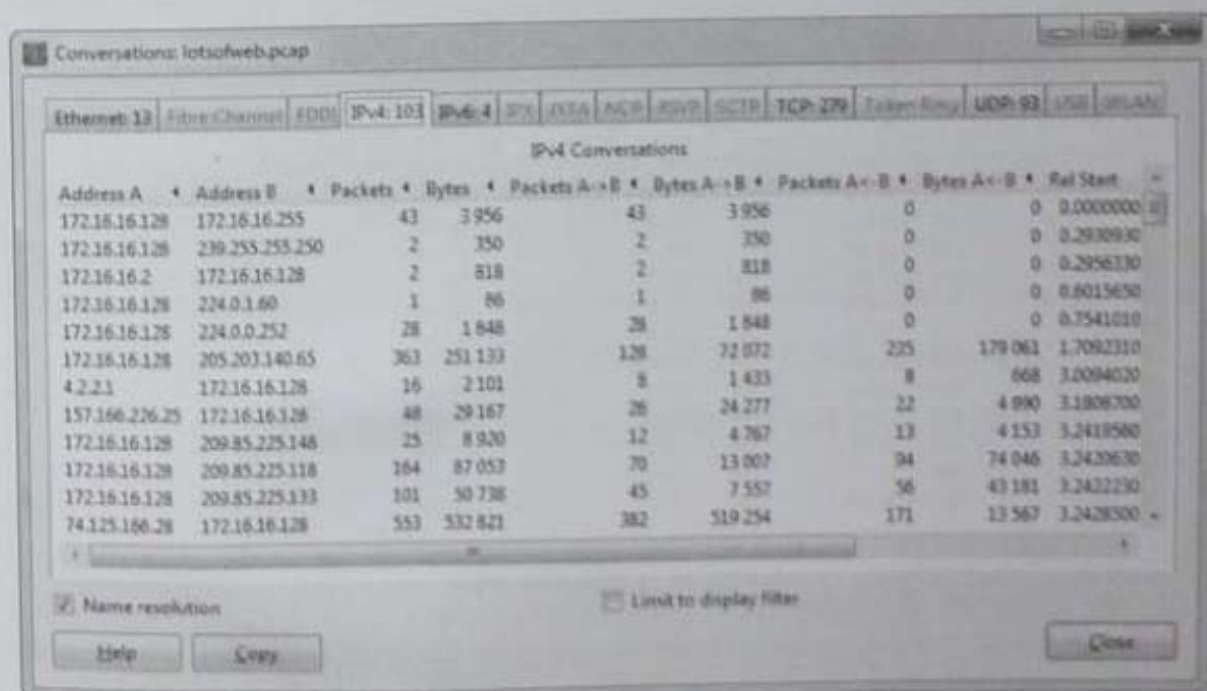 Conversations: lotsofweb.pcap
Ethernet: 13 Fibre Channel FDDI IPv4: 103 IPv6: 4 IPX JXTA NCP RSVP SCTP TCP: 279 Token Ring UDP: 93 USB WLAN
IPv4 Conversations
Address A Address B Packets Bytes Packets A->B Bytes A->B Packets A<-B Bytes A<-B Rel Start
172.16.16.128 172.16.16.255 43 3 956 43 3 956 0 0 0.0000000
172.16.16.128 239.255.255.250 2 350 2 350 0 0 0.2930930
172.16.16.2 172.16.16.128 2 818 2 818 0 0 0.2956330
172.16.16.128 224.0.1.60 1 86 1 86 0 0 0.6015650
172.16.16.128 224.0.0.252 28 1 848 28 1 848 0 0 0.7541010
172.16.16.128 205.203.140.65 363 251 133 128 72 072 235 179 061 1.7092310
4.2.2.1 172.16.16.128 16 2 101 8 1 433 8 668 3.0094020
157.166.226.25 172.16.16.128 48 29 167 26 24 277 22 4 890 3.1808700
172.16.16.128 209.85.225.148 25 8 920 12 4 767 13 4 153 3.2419560
172.16.16.128 209.85.225.118 164 87 053 70 13 007 94 74 046 3.2420630
172.16.16.128 209.85.225.133 101 50 738 45 7 557 56 43 181 3.2422230
74.125.166.28 172.16.16.128 553 532 821 382 519 254 171 13 567 3.2428500
Name resolution Limit to display filter
Help Copy Close